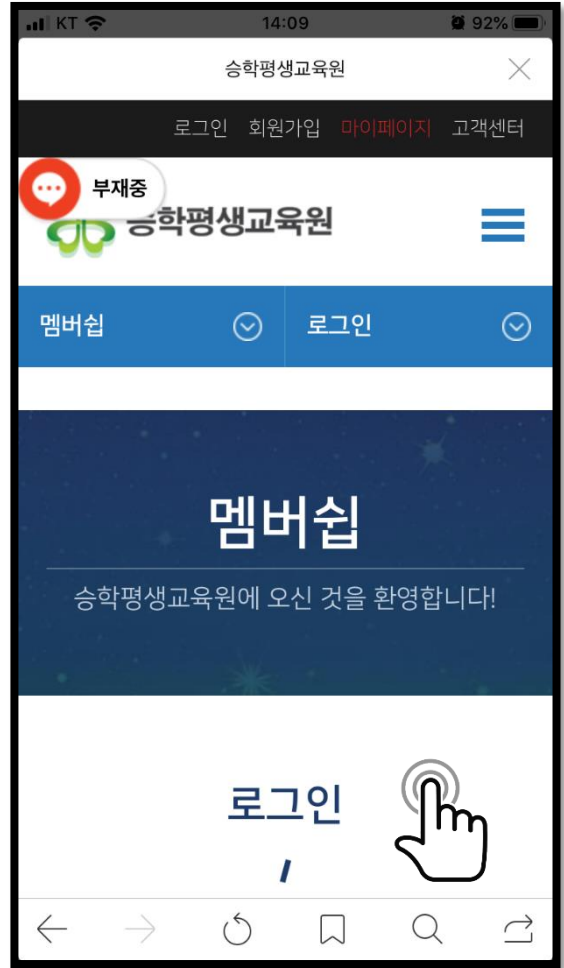 KT 14:09 92%
승학평생교육원
로그인 회원가입 마이페이지 고객센터
부재중
승학평생교육원
멤버쉽 로그인
멤버쉽
승학평생교육원에 오신 것을 환영합니다!
로그인